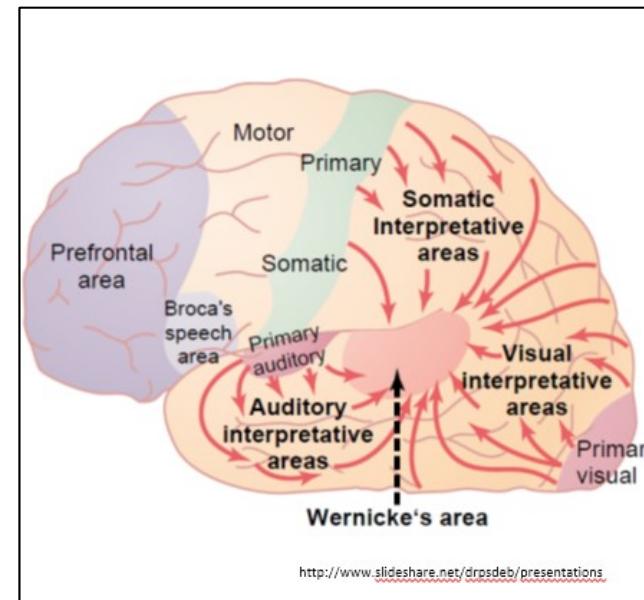 Motor
Primary
Somatic
Interpretative
areas
Prefrontal
area
Somatic
Broca's
speech
area
Primary
auditory
Visual
interpretative
areas
Auditory
interpretative
areas
Primar
visual
Wernicke's area
http://www.slideshare.net/drpsdeb/presentations